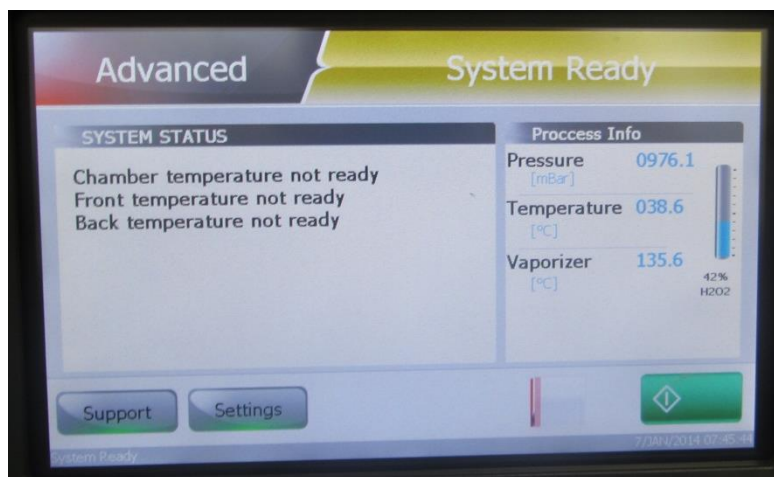 Advanced
System Ready
SYSTEM STATUS
Chamber temperature not ready
Front temperature not ready
Back temperature not ready
Proccess Info
Pressure 0976.1
[mBar]
Temperature 038.6
[°C]
Vaporizer 135.6
[°C]
42%
H2O2
Support
Settings
System Ready
7/JAN/2014 07:45:44